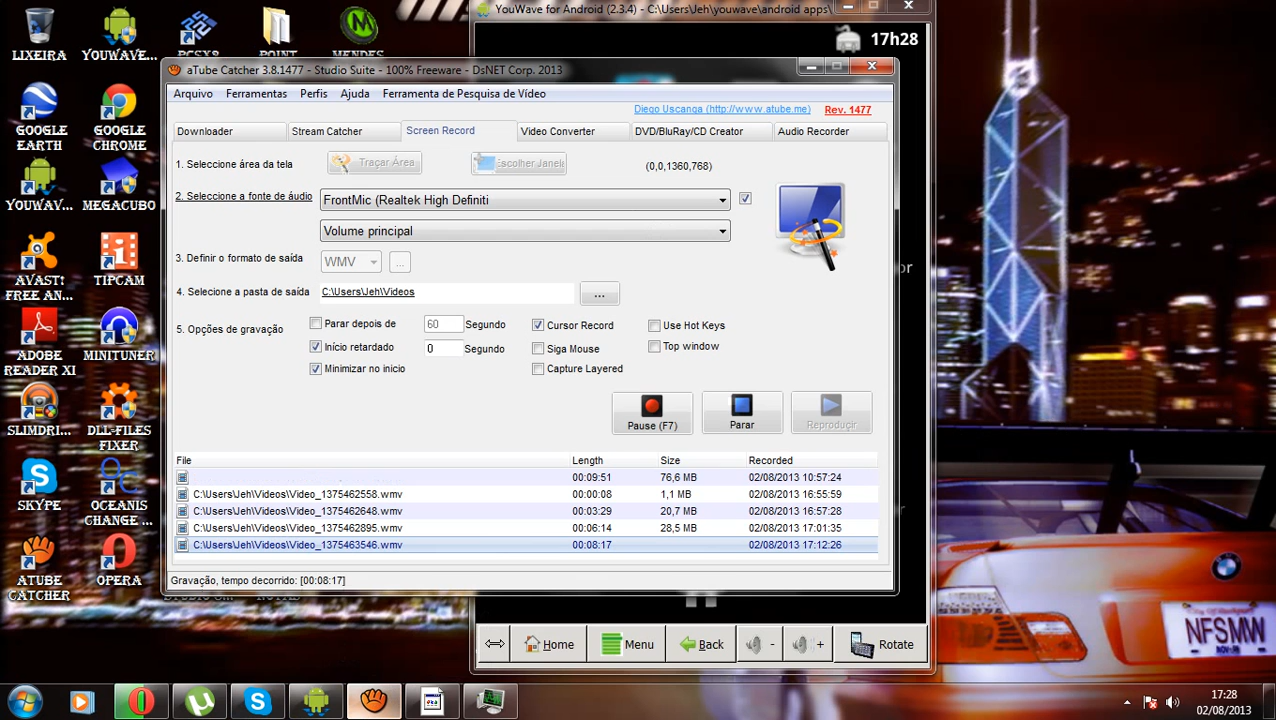 YouWave for Android (2.3.4) - C:\Users\Jeh\youwave\android apps\
17h28
LIXEIRA
YOUWAVE...
PCSX2
POINT
MENDES
aTube Catcher 3.8.1477 - Studio Suite - 100% Freeware - DsNET Corp. 2013
Arquivo Ferramentas Perfis Ajuda Ferramenta de Pesquisa de Vídeo
Diego Uscanga (http://www.atube.me) Rev. 1477
Downloader Stream Catcher Screen Record Video Converter DVD/BluRay/CD Creator Audio Recorder
1. Seleccione área da tela Traçar Área Escolher Janela (0,0,1360,768)
2. Seleccione a fonte de áudio FrontMic (Realtek High Definiti
Volume principal
3. Definir o formato de saída WMV ...
4. Selecione a pasta de saída C:\Users\Jeh\Videos ...
5. Opções de gravação
Parar depois de 60 Segundo Cursor Record Use Hot Keys
Início retardado 0 Segundo Siga Mouse Top window
Minimizar no inicio Capture Layered
Pause (F7) Parar Reproduçir
File Length Size Recorded
00:09:51 76,6 MB 02/08/2013 10:57:24
C:\Users\Jeh\Videos\Video_1375462558.wmv 00:00:08 1,1 MB 02/08/2013 16:55:59
C:\Users\Jeh\Videos\Video_1375462648.wmv 00:03:29 20,7 MB 02/08/2013 16:57:28
C:\Users\Jeh\Videos\Video_1375462895.wmv 00:06:14 28,5 MB 02/08/2013 17:01:35
C:\Users\Jeh\Videos\Video_1375463546.wmv 00:08:17 02/08/2013 17:12:26
Gravação, tempo decorrido: [00:08:17]
GOOGLE EARTH
GOOGLE CHROME
YOUWAV...
MEGACUBO
AVAST! FREE AN...
TIPCAM
ADOBE READER XI
MINITUNER
SLIMDRI...
DLL-FILES FIXER
SKYPE
OCEANIS CHANGE ...
ATUBE CATCHER
OPERA
or
or
Home Menu Back - + Rotate
NFSMW
NOV-38
17:28
02/08/2013